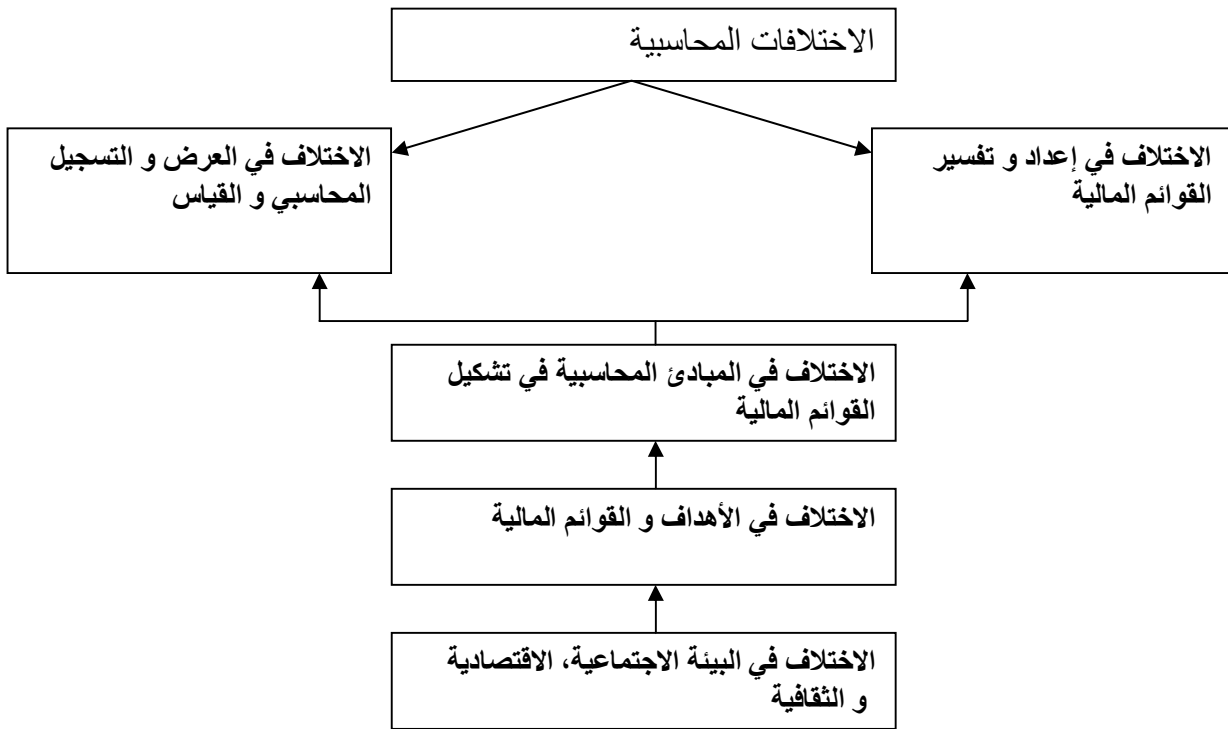 الاختلافات المحاسبية
الاختلاف في إعداد و تفسير
القوائم المالية
الاختلاف في العرض و التسجيل
المحاسبي و القياس
الاختلاف في المبادئ المحاسبية في تشكيل
القوائم المالية
الاختلاف في الأهداف و القوائم المالية
الاختلاف في البيئة الاجتماعية، الاقتصادية
و الثقافية